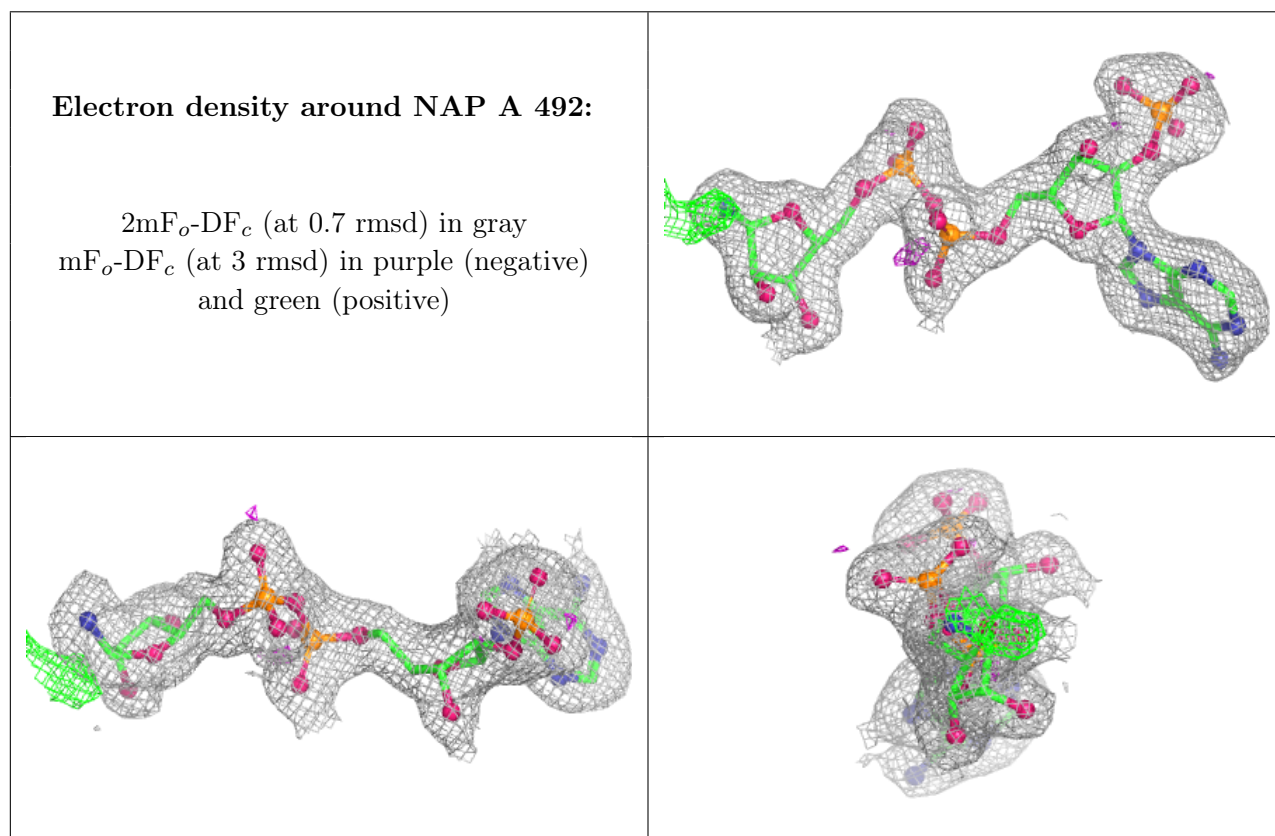 Electron density around NAP A 492:
2mFₒ-DF𝒸 (at 0.7 rmsd) in gray
mFₒ-DF𝒸 (at 3 rmsd) in purple (negative)
and green (positive)